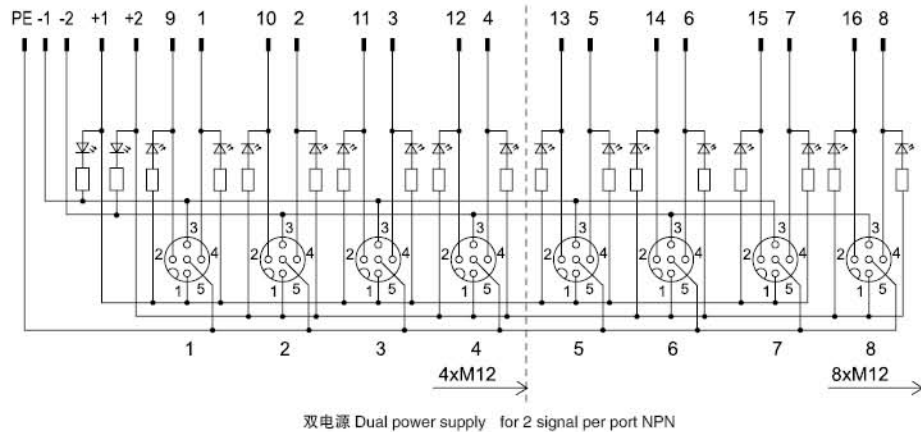 PE -1 -2 +1 +2 9 1 10 2 11 3 12 4 13 5 14 6 15 7 16 8
3 3 3 3 3 3 3 3
2 4 2 4 2 4 2 4 2 4 2 4 2 4 2 4
1 5 1 5 1 5 1 5 1 5 1 5 1 5 1 5
1 2 3 4 5 6 7 8
4xM12 8xM12
双电源 Dual power supply for 2 signal per port NPN